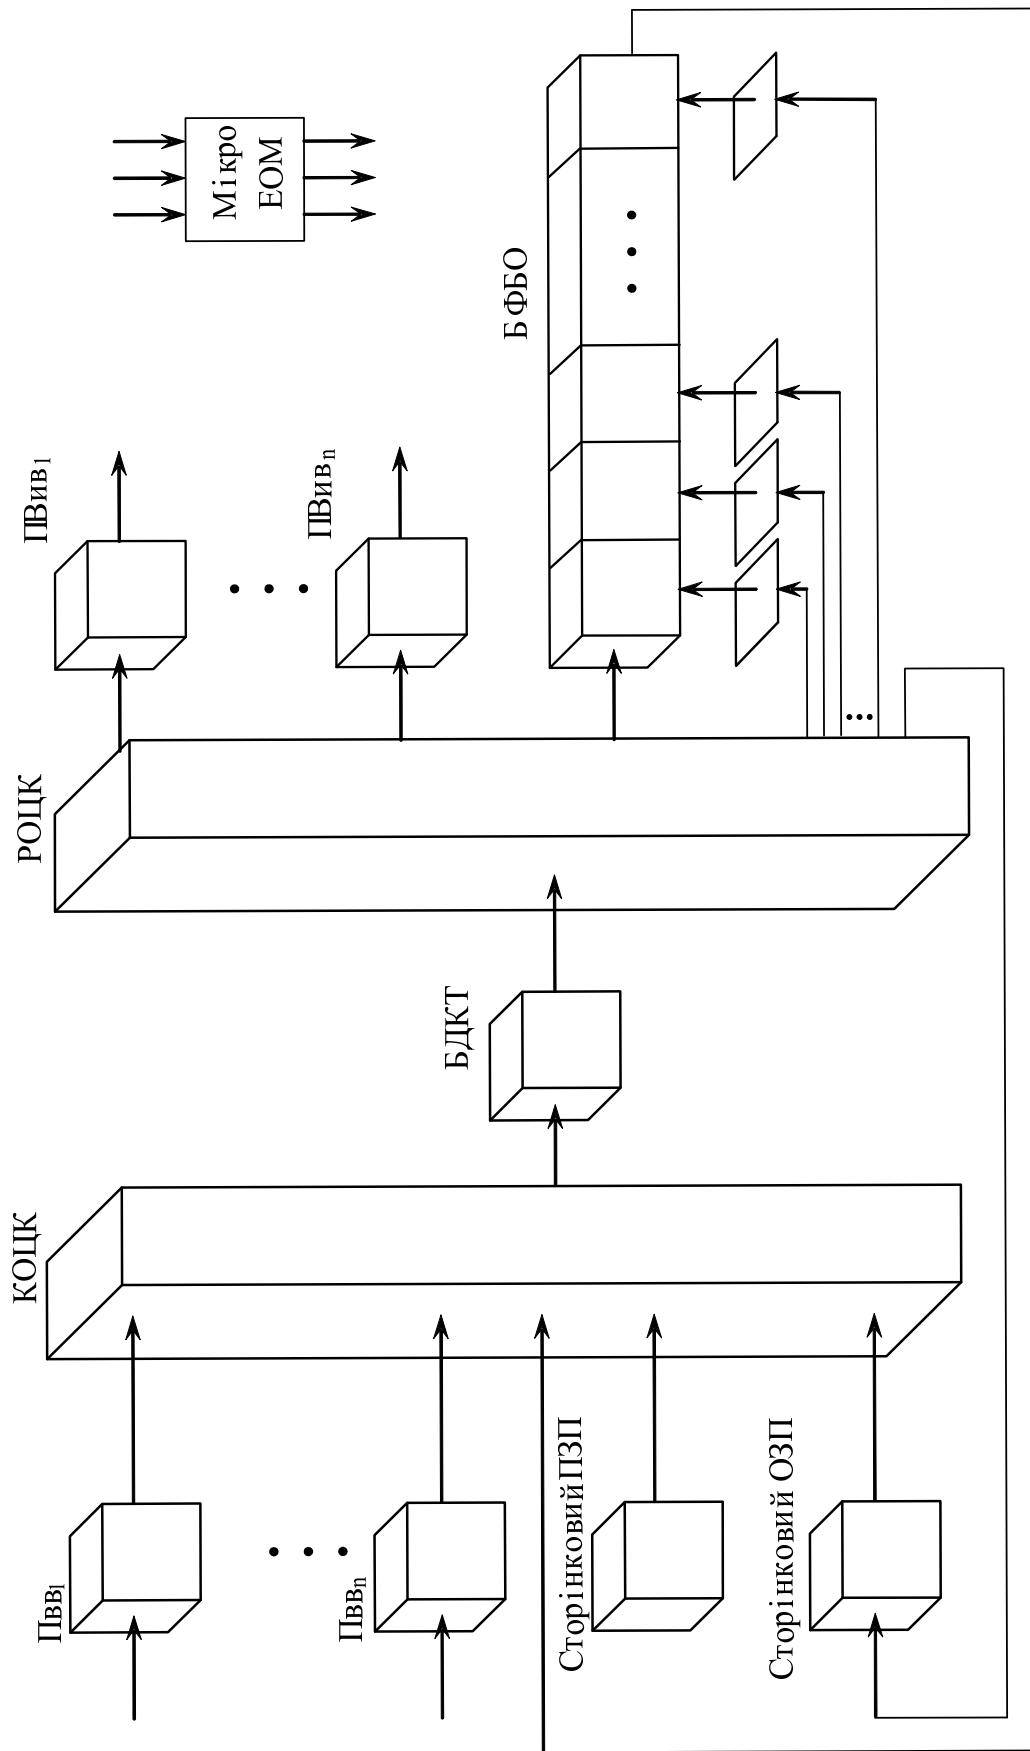 Пвв1
Пввn
Сторінковий ПЗП
Сторінковий ОЗП
КОЦК
БДКТ
РОЦК
ПВив1
ПВивn
БФБО
Мікро
ЕОМ